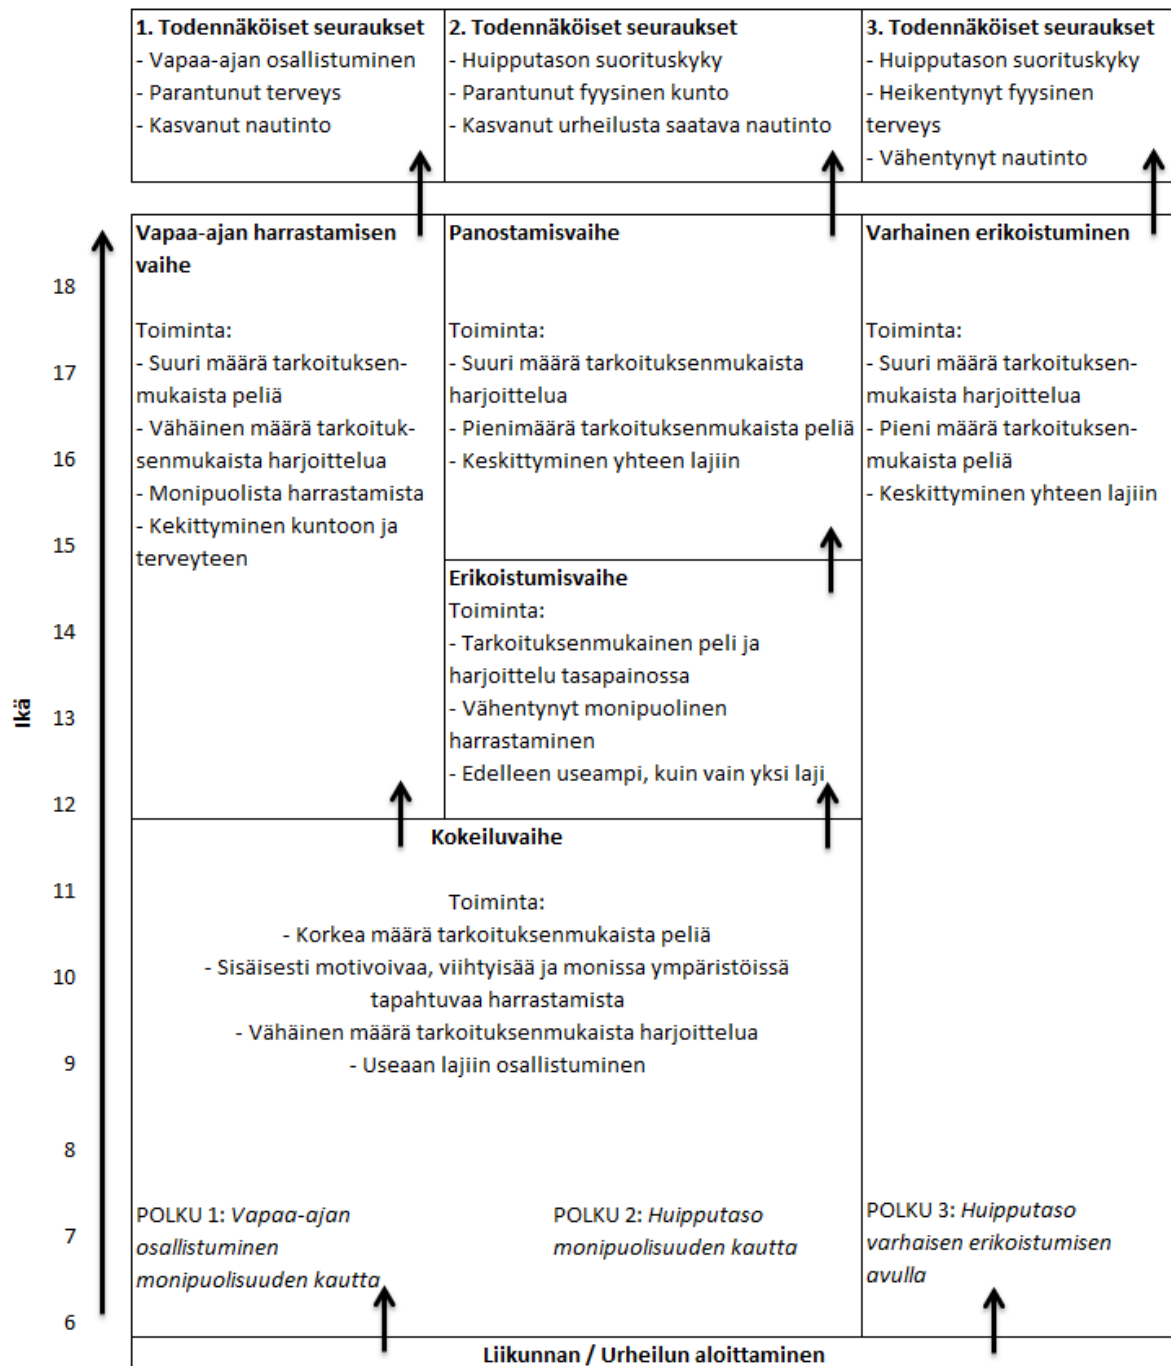 1. Todennäköiset seuraukset
- Vapaa-ajan osallistuminen
- Parantunut terveys
- Kasvanut nautinto
2. Todennäköiset seuraukset
- Huipputason suorituskyky
- Parantunut fyysinen kunto
- Kasvanut urheilusta saatava nautinto
3. Todennäköiset seuraukset
- Huipputason suorituskyky
- Heikentynyt fyysinen
terveys
- Vähentynyt nautinto
Vapaa-ajan harrastamisen
vaihe
Toiminta:
- Suuri määrä tarkoituksen-
mukaista peliä
- Vähäinen määrä tarkoituk-
senmukaista harjoittelua
- Monipuolista harrastamista
- Kekittyminen kuntoon ja
terveyteen
Panostamisvaihe
Toiminta:
- Suuri määrä tarkoituksenmukaista
harjoittelua
- Pienimäärä tarkoituksenmukaista peliä
- Keskittyminen yhteen lajiin
Erikoistumisvaihe
Toiminta:
- Tarkoituksenmukainen peli ja
harjoittelu tasapainossa
- Vähentynyt monipuolinen
harrastaminen
- Edelleen useampi, kuin vain yksi laji
Varhainen erikoistuminen
Toiminta:
- Suuri määrä tarkoituksen-
mukaista harjoittelua
- Pieni määrä tarkoituksen-
mukaista peliä
- Keskittyminen yhteen lajiin
Kokeiluvaihe
Toiminta:
- Korkea määrä tarkoituksenmukaista peliä
- Sisäisesti motivoivaa, viihtyisää ja monissa ympäristöissä
tapahtuvaa harrastamista
- Vähäinen määrä tarkoituksenmukaista harjoittelua
- Useaan lajiin osallistuminen
POLKU 1: Vapaa-ajan
osallistuminen
monipuolisuuden kautta
POLKU 2: Huipputaso
monipuolisuuden kautta
POLKU 3: Huipputaso
varhaisen erikoistumisen
avulla
Liikunnan / Urheilun aloittaminen
Ikä
18
17
16
15
14
13
12
11
10
9
8
7
6